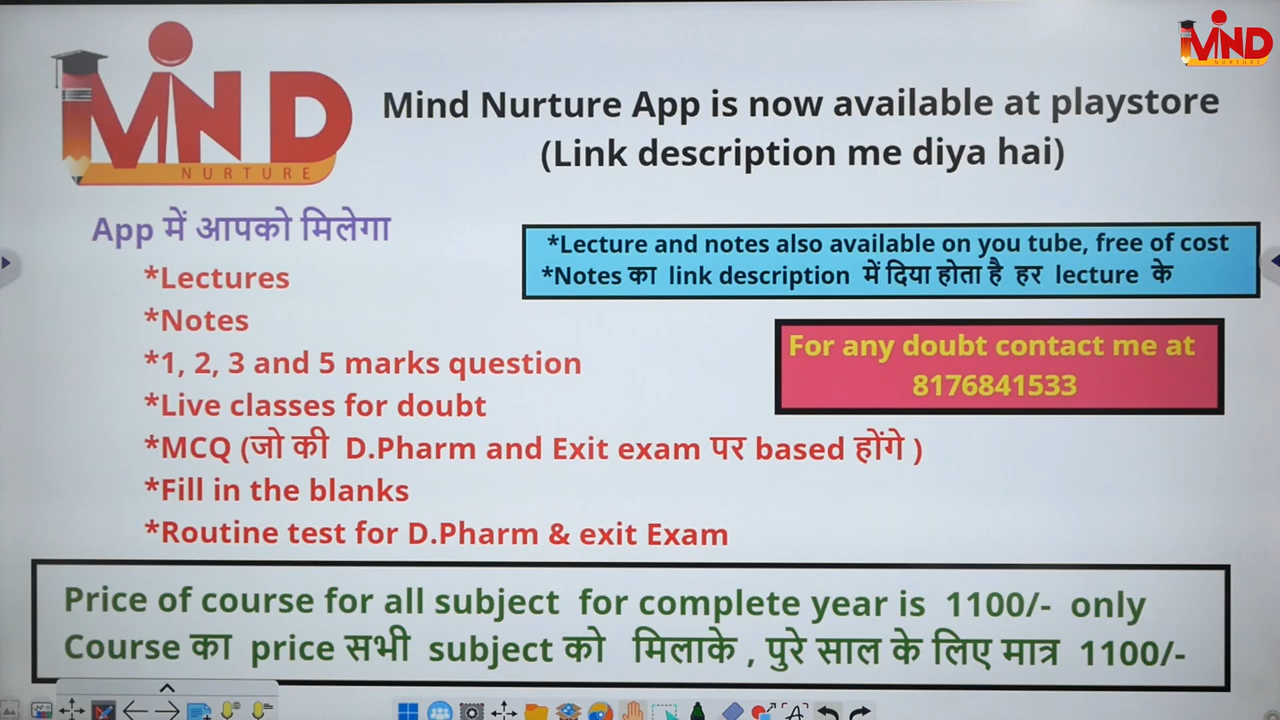 MIND
NURTURE
MIND
NURTURE
Mind Nurture App is now available at playstore
(Link description me diya hai)
App में आपको मिलेगा
*Lectures
*Notes
*1, 2, 3 and 5 marks question
*Live classes for doubt
*MCQ (जो की D.Pharm and Exit exam पर based होंगे )
*Fill in the blanks
*Routine test for D.Pharm & exit Exam
*Lecture and notes also available on you tube, free of cost
*Notes का link description में दिया होता है हर lecture के
For any doubt contact me at
8176841533
Price of course for all subject for complete year is 1100/- only
Course का price सभी subject को मिलाके , पुरे साल के लिए मात्र 1100/-